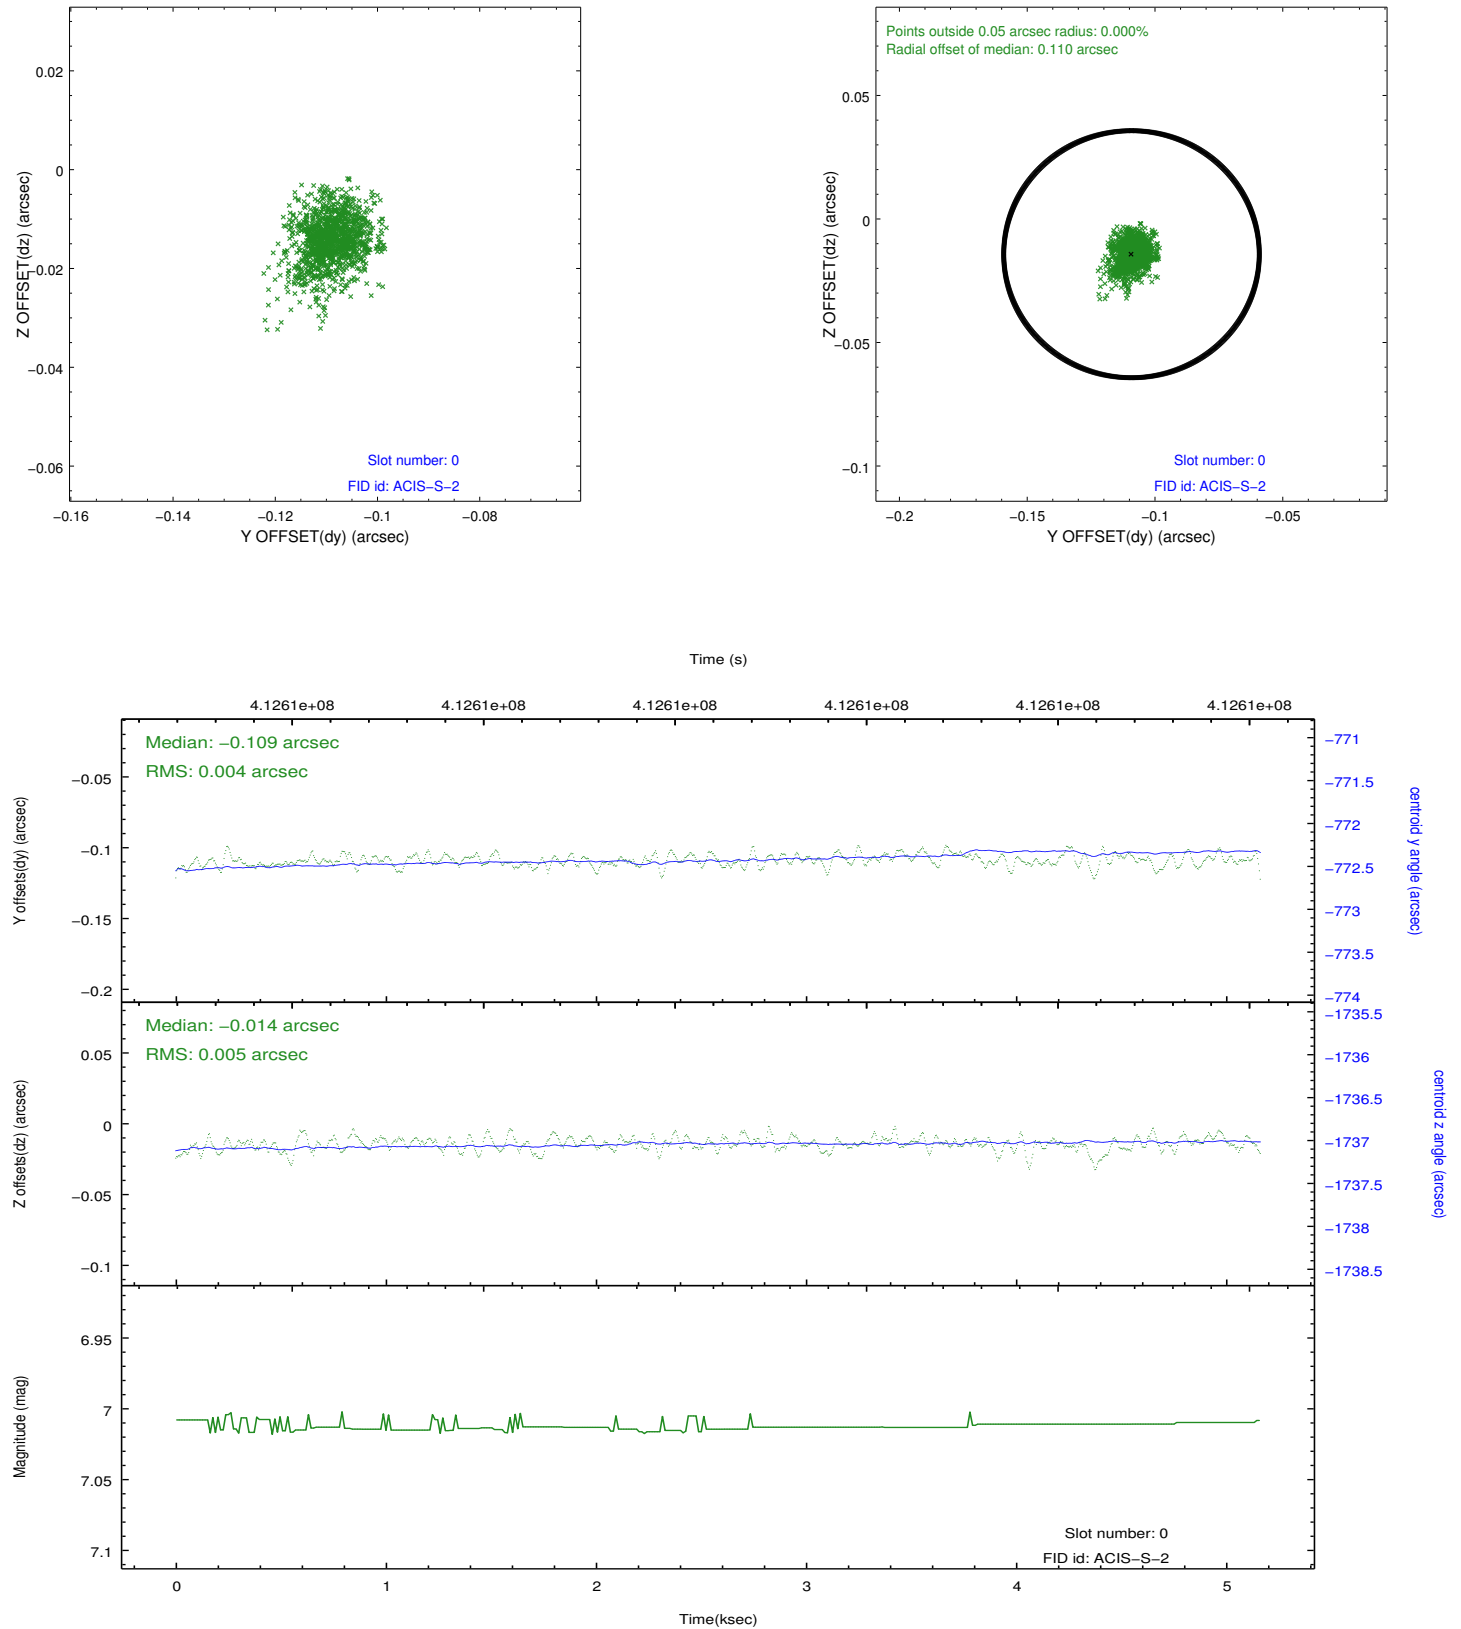 0.02
0
−0.02
−0.04
−0.06
Z OFFSET(dz) (arcsec)
Slot number: 0
FID id: ACIS−S−2
−0.16 −0.14 −0.12 −0.1 −0.08
Y OFFSET(dy) (arcsec)
Points outside 0.05 arcsec radius: 0.000%
Radial offset of median: 0.110 arcsec
0.05
0
−0.05
−0.1
Z OFFSET(dz) (arcsec)
Slot number: 0
FID id: ACIS−S−2
−0.2 −0.15 −0.1 −0.05
Y OFFSET(dy) (arcsec)
Time (s)
4.1261e+08 4.1261e+08 4.1261e+08 4.1261e+08 4.1261e+08 4.1261e+08
Median: −0.109 arcsec
RMS: 0.004 arcsec
−0.05
−0.1
−0.15
−0.2
Y offsets(dy) (arcsec)
−771
−771.5
−772
−772.5
−773
−773.5
−774
centroid y angle (arcsec)
Median: −0.014 arcsec
RMS: 0.005 arcsec
0.05
0
−0.05
−0.1
Z offsets(dz) (arcsec)
−1735.5
−1736
−1736.5
−1737
−1737.5
−1738
−1738.5
centroid z angle (arcsec)
6.95
7
7.05
7.1
Magnitude (mag)
Slot number: 0
FID id: ACIS−S−2
0 1 2 3 4 5
Time(ksec)